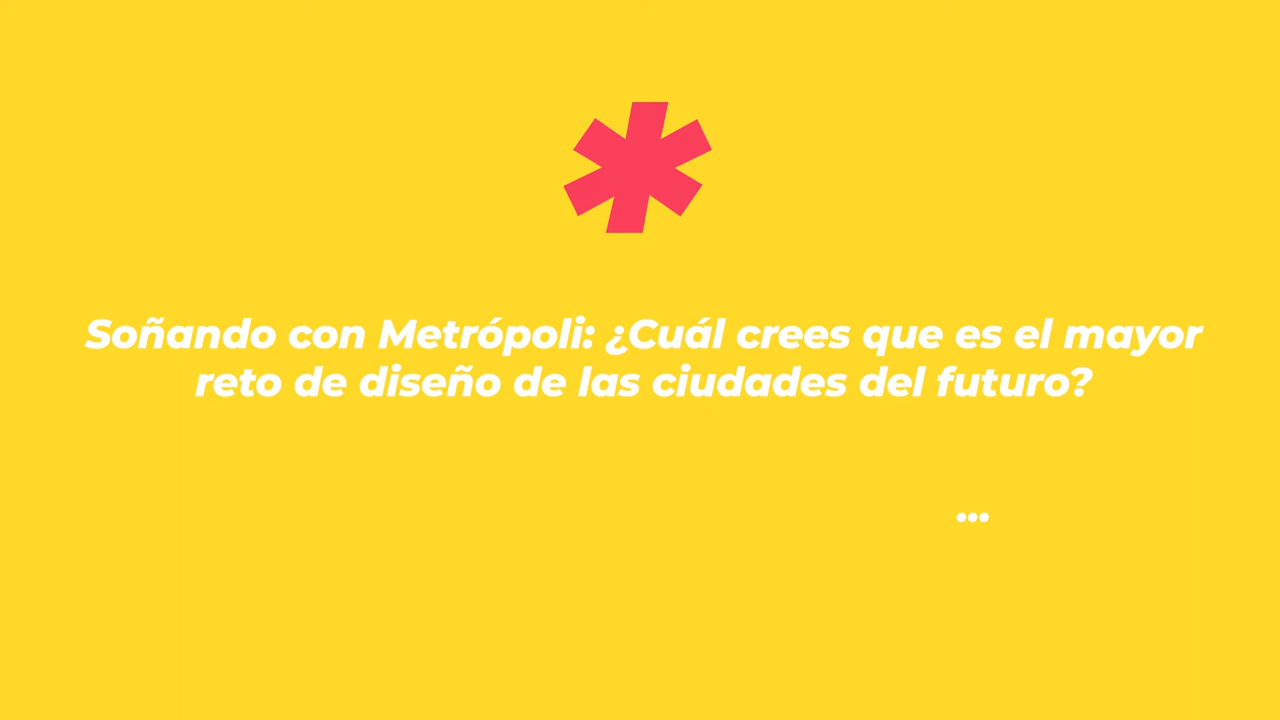 Soñando con Metrópoli: ¿Cuál crees que es el mayor
reto de diseño de las ciudades del futuro?
...